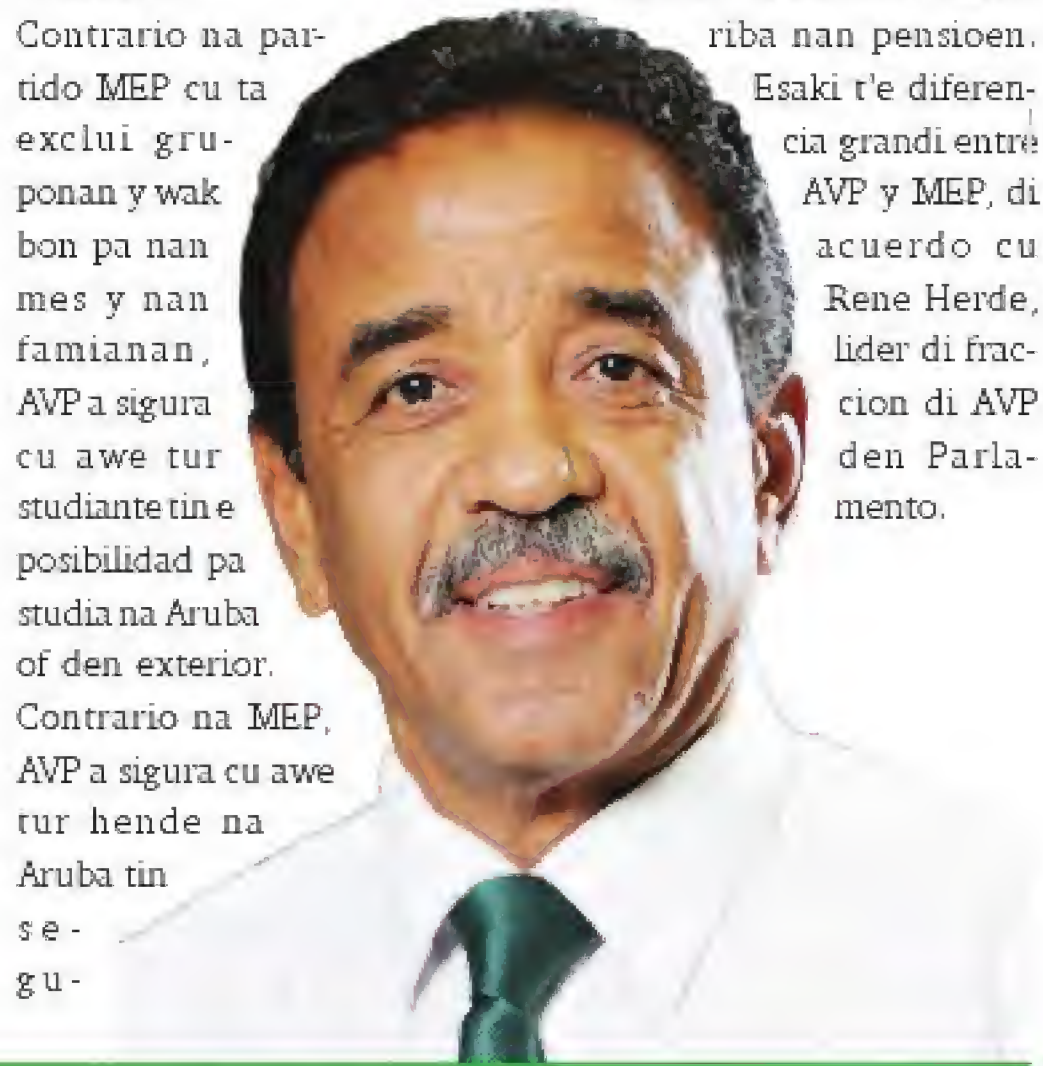 Contrario na par-
tido MEP cu ta
exclui gru-
ponan y wak
bon pa nan
mes y nan
famianan,
AVP a sigura
cu awe tur
studiante tin e
posibilidad pa
studia na Aruba
of den exterior.
Contrario na MEP,
AVP a sigura cu awe
tur hende na
Aruba tin
se-
gu-
riba nan pensioen.
Esaki t'e diferen-
cia grandi entre
AVP y MEP, di
acuerdo cu
Rene Herde,
lider di frac-
cion di AVP
den Parla-
mento.